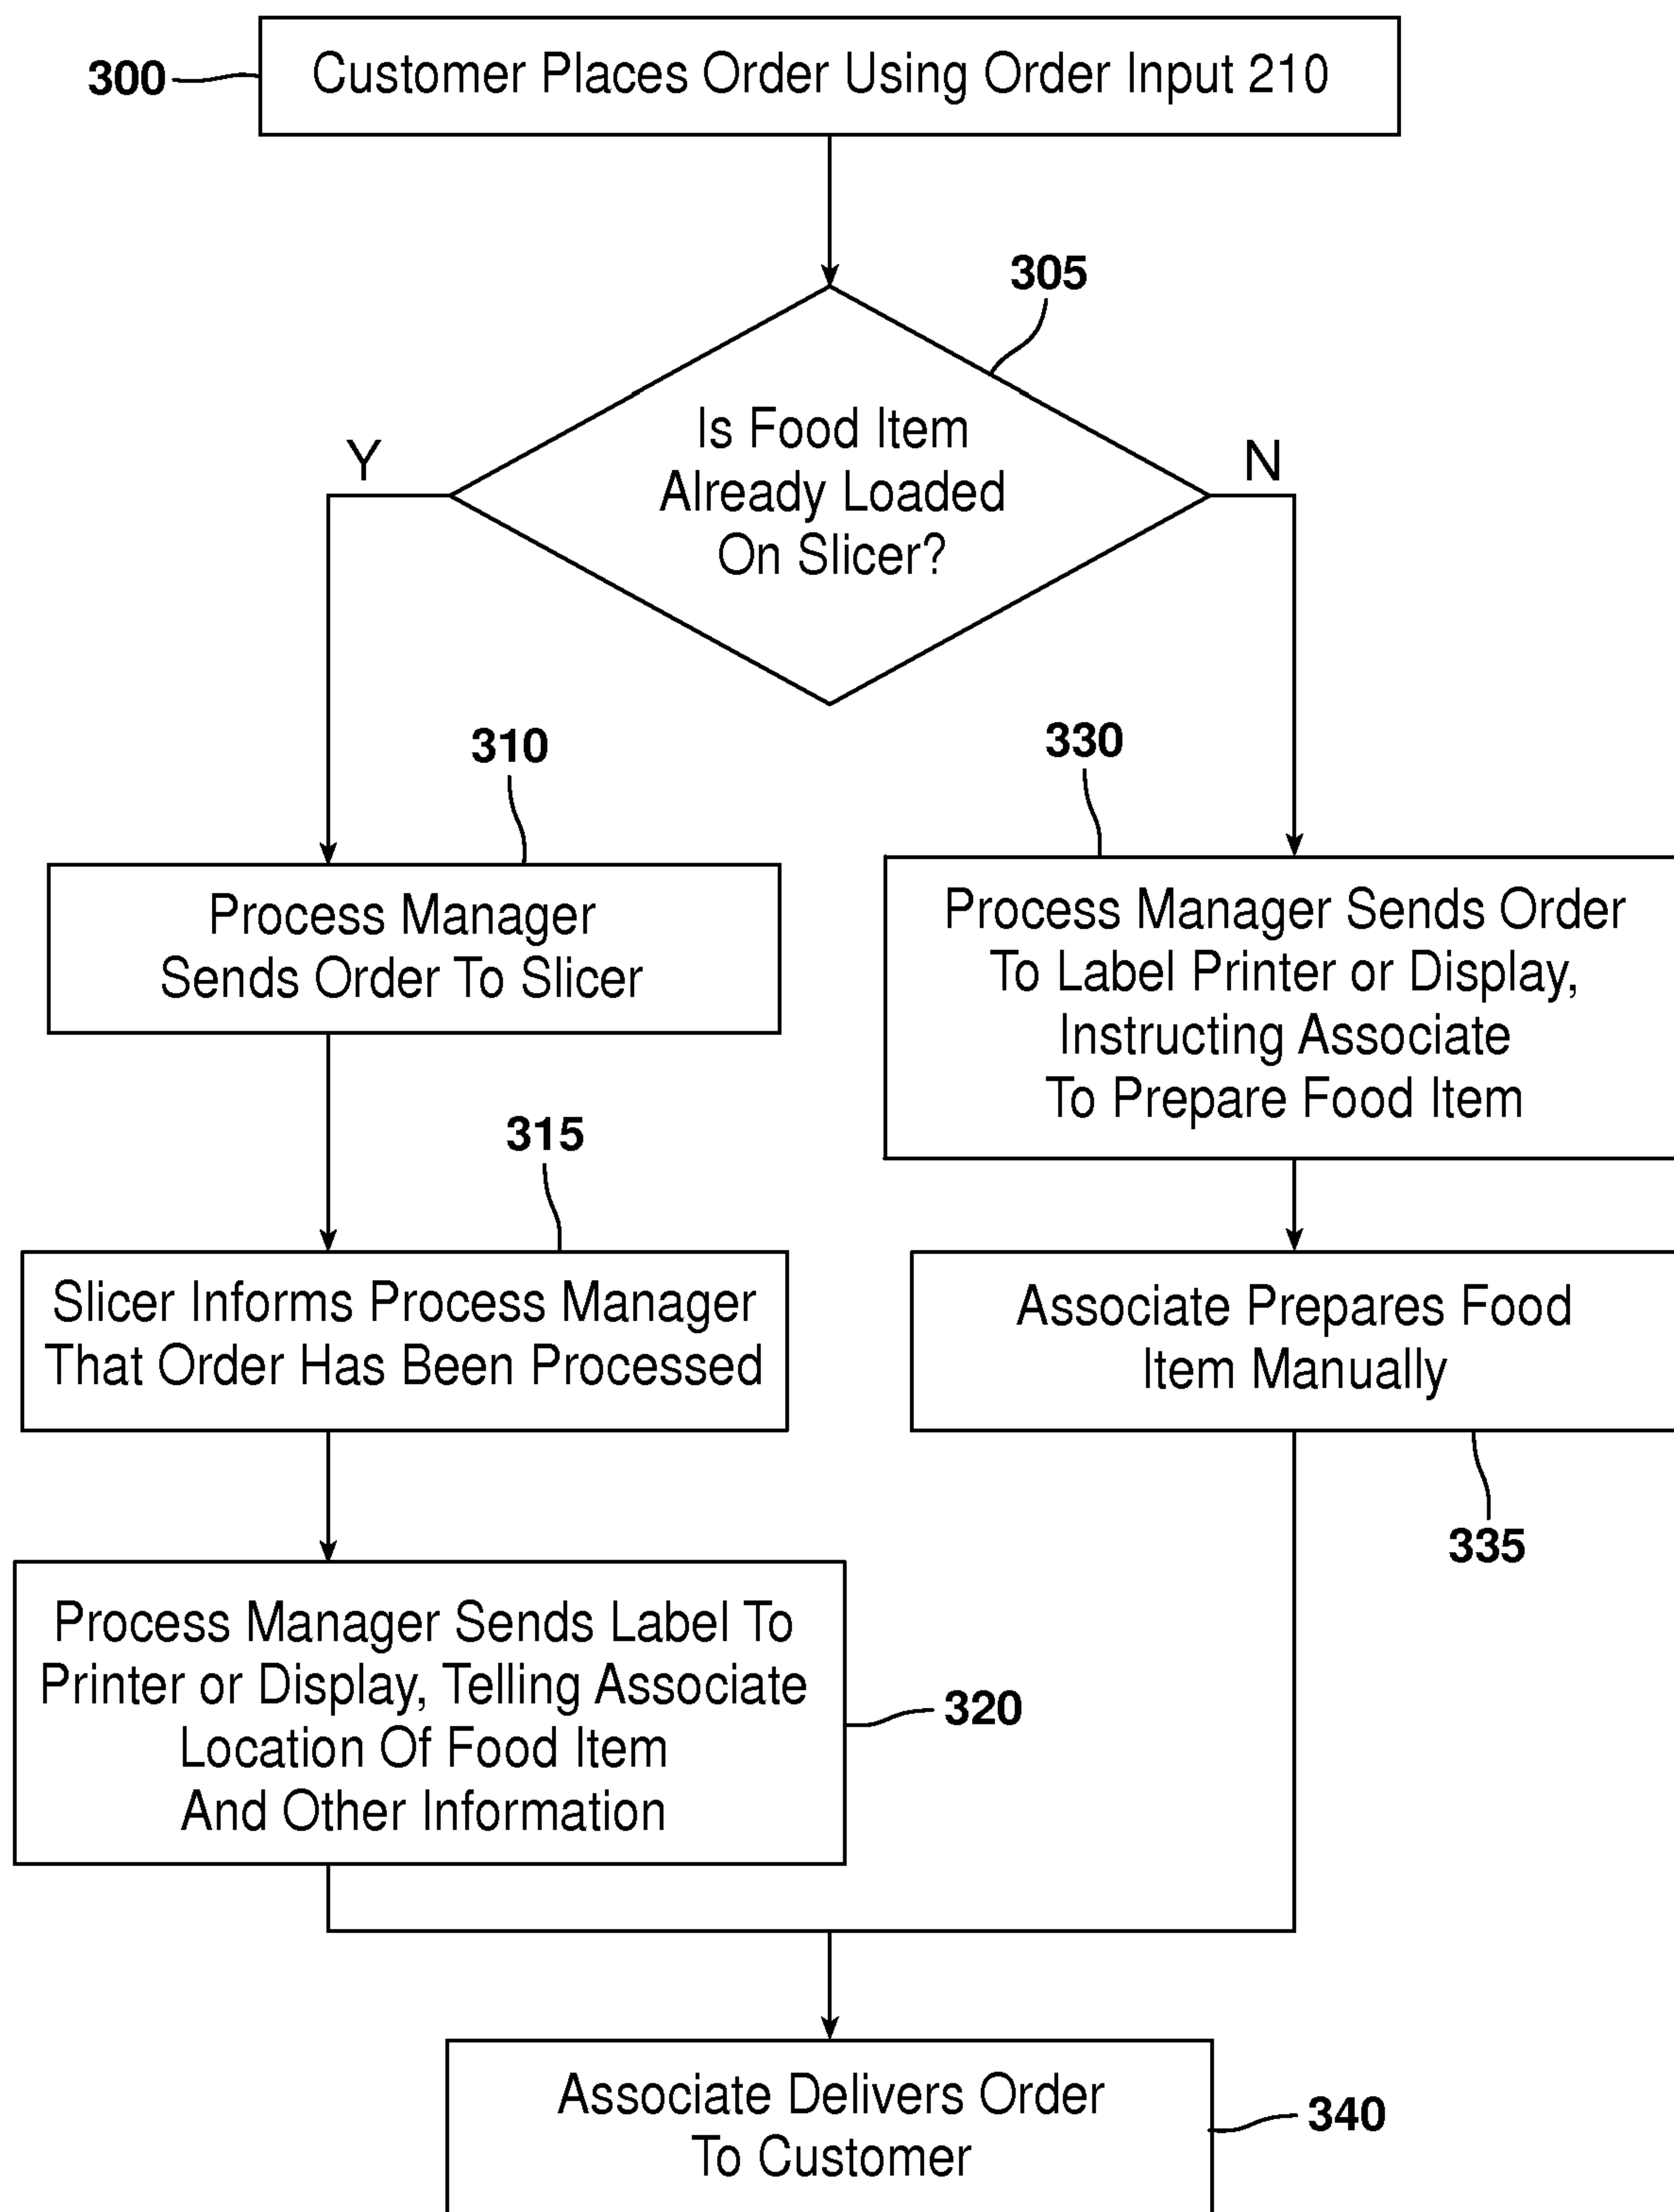 300
Customer Places Order Using Order Input 210
305
Is Food Item
Already Loaded
On Slicer?
Y
N
310
Process Manager
Sends Order To Slicer
330
Process Manager Sends Order
To Label Printer or Display,
Instructing Associate
To Prepare Food Item
315
Slicer Informs Process Manager
That Order Has Been Processed
Associate Prepares Food
Item Manually
335
Process Manager Sends Label To
Printer or Display, Telling Associate
Location Of Food Item
And Other Information
320
Associate Delivers Order
To Customer
340